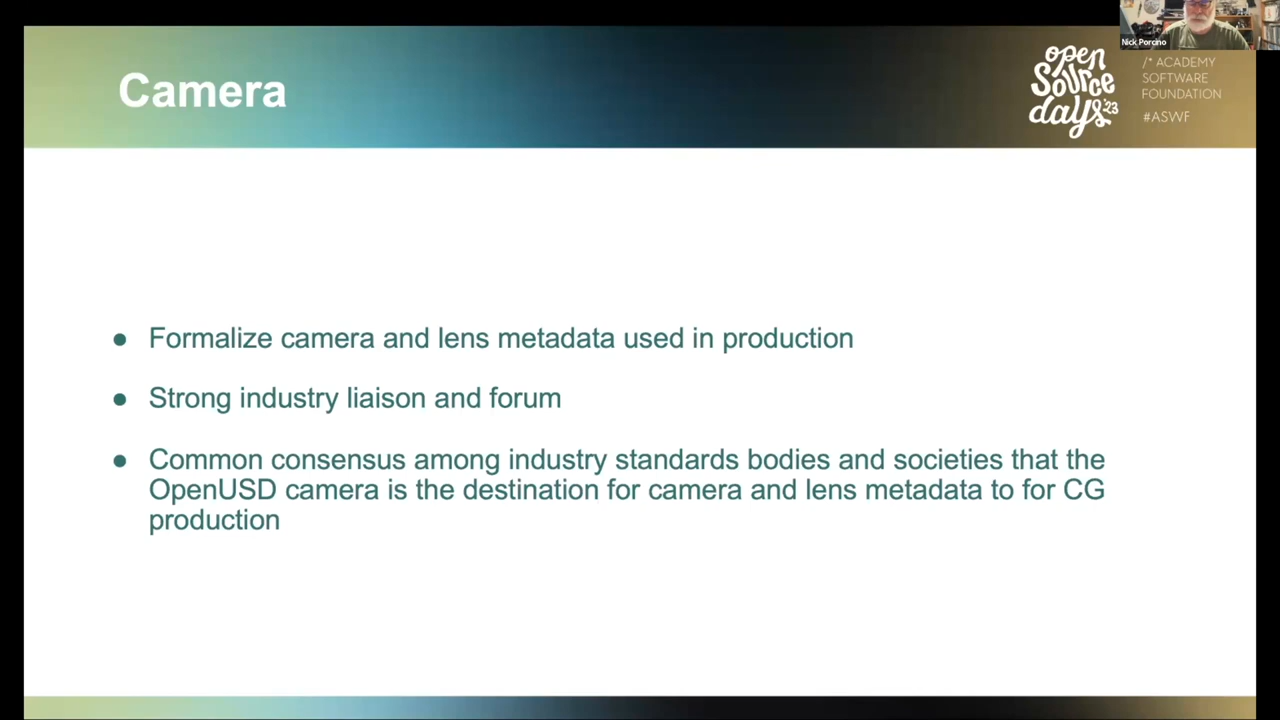 Nick Porcino
Camera
open
Source
days '23
/* ACADEMY
SOFTWARE
FOUNDATION
#ASWF
● Formalize camera and lens metadata used in production
● Strong industry liaison and forum
● Common consensus among industry standards bodies and societies that the
OpenUSD camera is the destination for camera and lens metadata to for CG
production